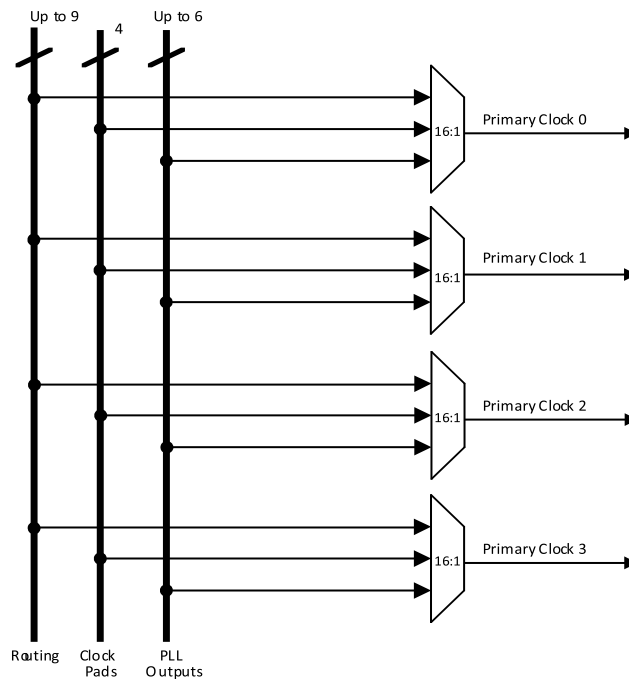 Up to 9
4
Up to 6
16:1
Primary Clock 0
16:1
Primary Clock 1
16:1
Primary Clock 2
16:1
Primary Clock 3
Routing
Clock
Pads
PLL
Outputs